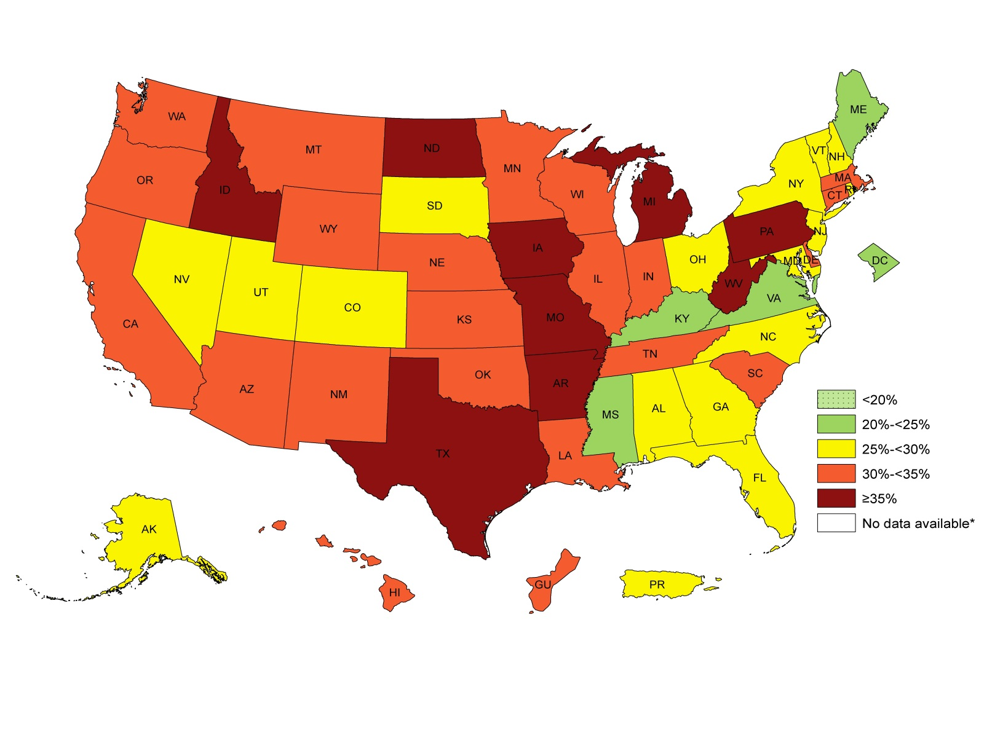 ME
WA
VT
NH
ND
MT
MN
MA
OR
NY
RI
ID
WI
CT
MI
SD
WY
PA
NJ
IA
NE
OH
MD
DE
DC
IN
IL
NV
WV
UT
VA
CO
MO
KY
KS
CA
NC
TN
SC
OK
AR
AZ
NM
<20%
GA
AL
MS
20%-<25%
25%-<30%
TX
LA
30%-<35%
FL
≥35%
No data available*
AK
GU
PR
HI